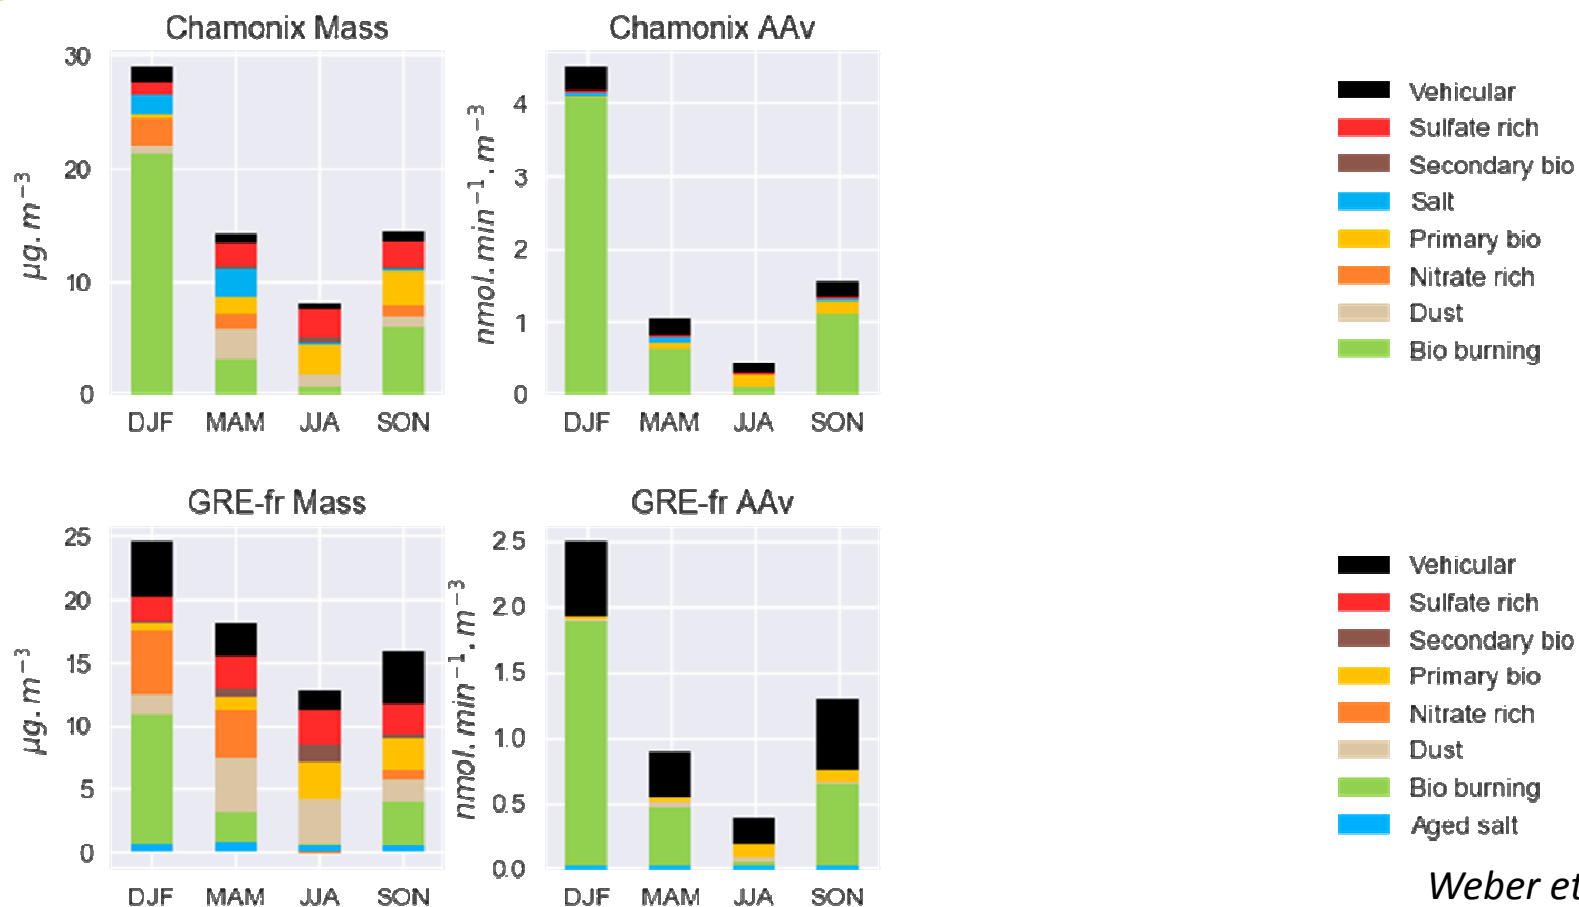 Chamonix Mass
Chamonix AAv
30
20
10
0
μg.m⁻³
DJF MAM JJA SON
4
3
2
1
0
nmol.min⁻¹.m⁻³
DJF MAM JJA SON
Vehicular
Sulfate rich
Secondary bio
Salt
Primary bio
Nitrate rich
Dust
Bio burning
GRE-fr Mass
GRE-fr AAv
25
20
15
10
5
0
μg.m⁻³
DJF MAM JJA SON
2.5
2.0
1.5
1.0
0.5
0.0
nmol.min⁻¹.m⁻³
DJF MAM JJA SON
Vehicular
Sulfate rich
Secondary bio
Primary bio
Nitrate rich
Dust
Bio burning
Aged salt
Weber et